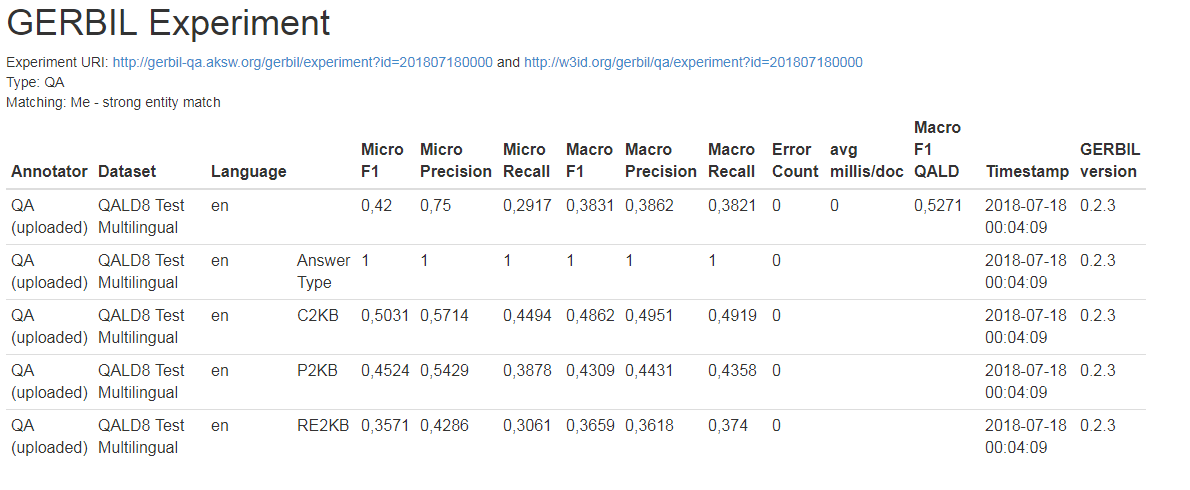 GERBIL Experiment
Experiment URI: http://gerbil-qa.aksw.org/gerbil/experiment?id=201807180000 and http://w3id.org/gerbil/qa/experiment?id=201807180000
Type: QA
Matching: Me - strong entity match
Annotator Dataset Language Micro F1 Micro Precision Micro Recall Macro F1 Macro Precision Macro Recall Error Count avg millis/doc Macro F1 QALD Timestamp GERBIL version
QA (uploaded) QALD8 Test Multilingual en 0,42 0,75 0,2917 0,3831 0,3862 0,3821 0 0 0,5271 2018-07-18 00:04:09 0.2.3
QA (uploaded) QALD8 Test Multilingual en Answer Type 1 1 1 1 1 1 0 2018-07-18 00:04:09 0.2.3
QA (uploaded) QALD8 Test Multilingual en C2KB 0,5031 0,5714 0,4494 0,4862 0,4951 0,4919 0 2018-07-18 00:04:09 0.2.3
QA (uploaded) QALD8 Test Multilingual en P2KB 0,4524 0,5429 0,3878 0,4309 0,4431 0,4358 0 2018-07-18 00:04:09 0.2.3
QA (uploaded) QALD8 Test Multilingual en RE2KB 0,3571 0,4286 0,3061 0,3659 0,3618 0,374 0 2018-07-18 00:04:09 0.2.3